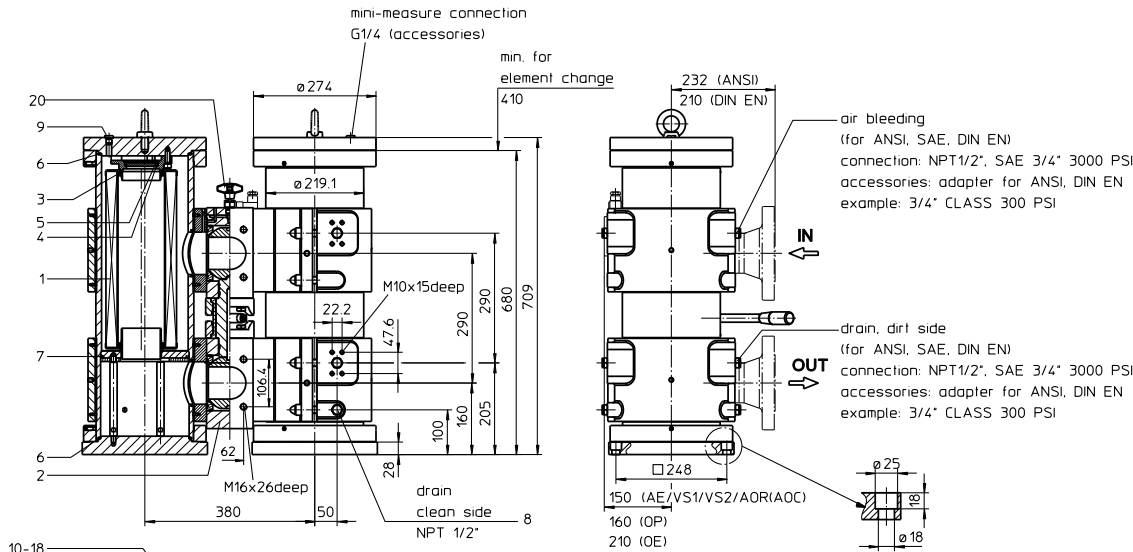 mini-measure connection
G1/4 (accessories)
min. for
element change
410
ø274
232 (ANSI)
210 (DIN EN)
20
9
6
3
5
4
1
7
6
2
ø219.1
air bleeding
(for ANSI, SAE, DIN EN)
connection: NPT1/2", SAE 3/4" 3000 PSI
accessories: adapter for ANSI, DIN EN
example: 3/4" CLASS 300 PSI
IN
M10x15deep
22.2
47.6
290
290
680
709
drain, dirt side
(for ANSI, SAE, DIN EN)
connection: NPT1/2", SAE 3/4" 3000 PSI
accessories: adapter for ANSI, DIN EN
example: 3/4" CLASS 300 PSI
OUT
106.4
100
160
205
28
62
M16x26deep
380
50
drain
clean side
NPT 1/2"
8
□248
150 (AE/VS1/VS2/AOR(AOC)
160 (OP)
210 (OE)
ø25
18
ø18
10-18